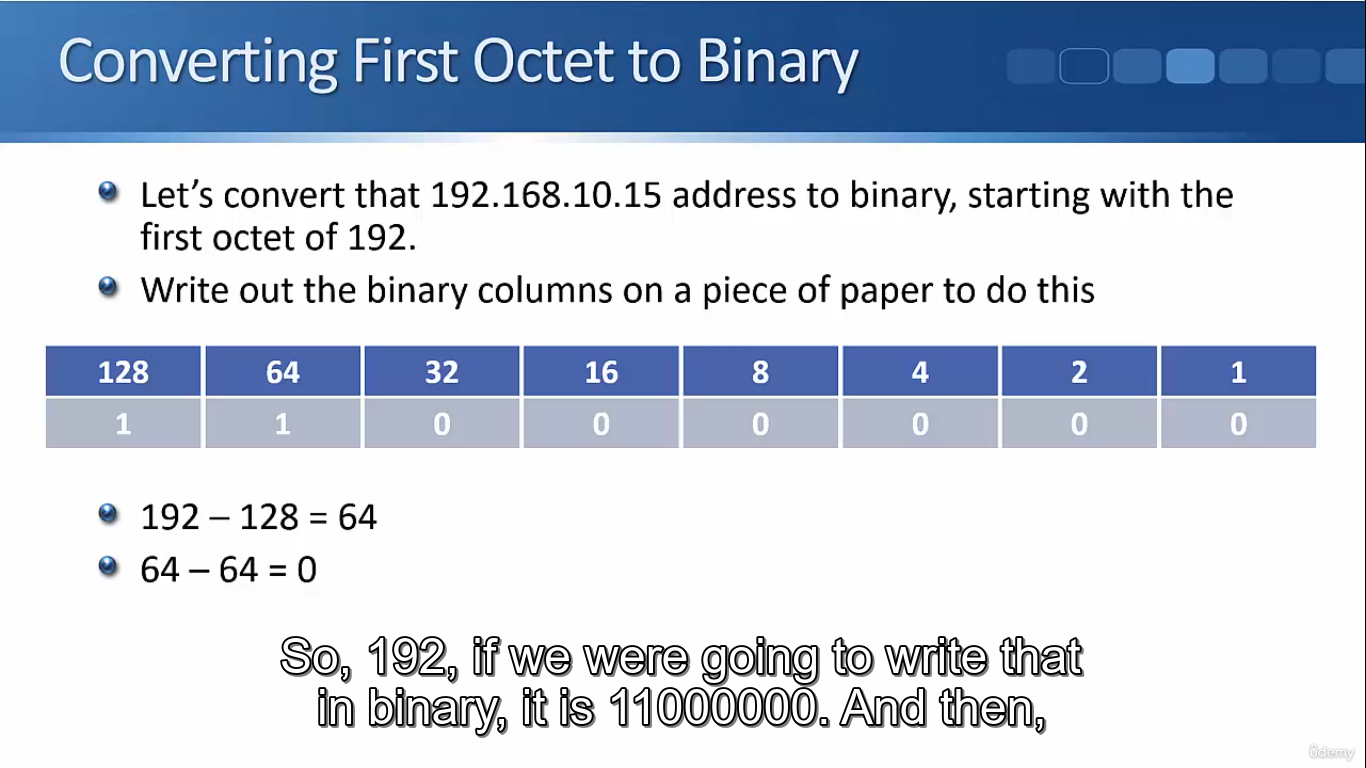 Converting First Octet to Binary
Let's convert that 192.168.10.15 address to binary, starting with the
first octet of 192.
Write out the binary columns on a piece of paper to do this
128 64 32 16 8 4 2 1
1 1 0 0 0 0 0 0
192 – 128 = 64
64 – 64 = 0
So, 192, if we were going to write that
in binary, it is 11000000. And then,
ûdemy